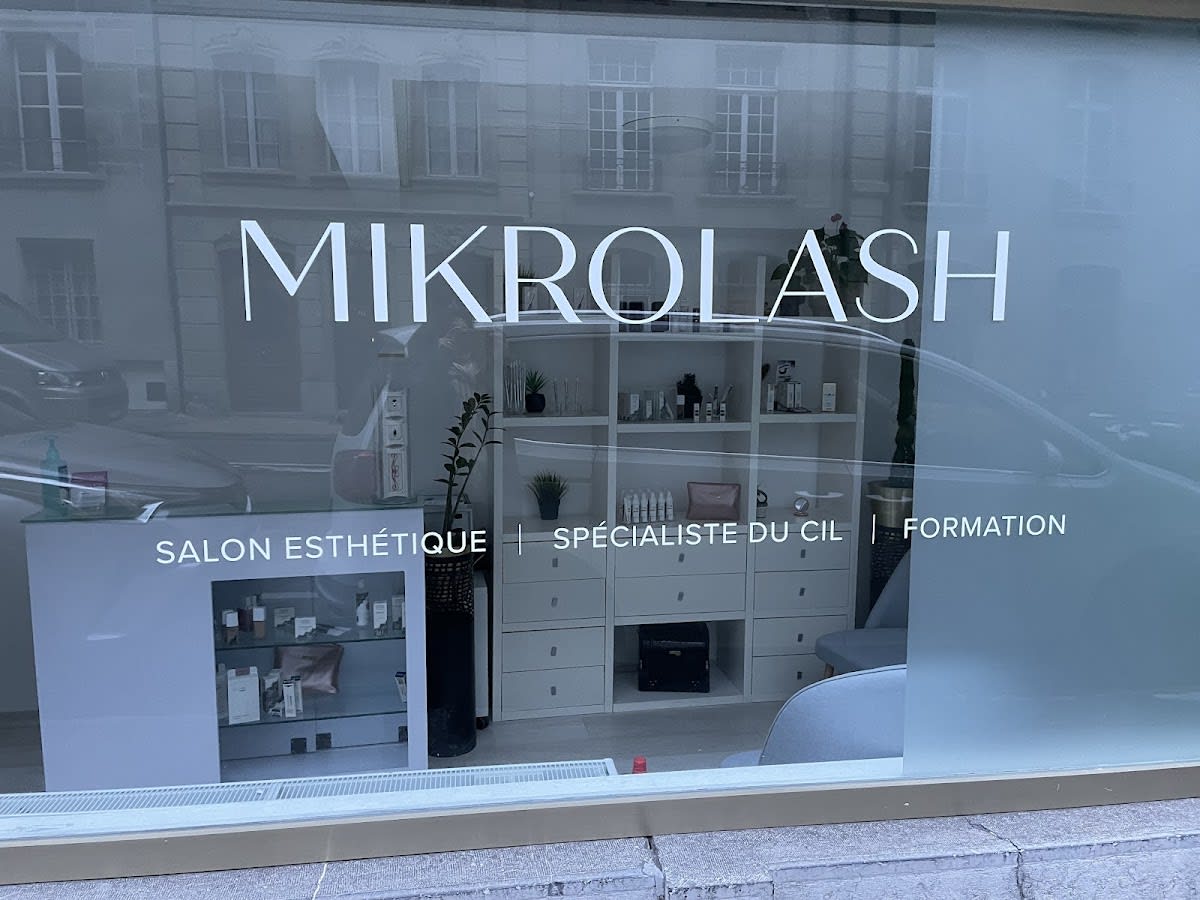 MIKROLASH
SALON ESTHÉTIQUE | SPÉCIALISTE DU CIL | FORMATION